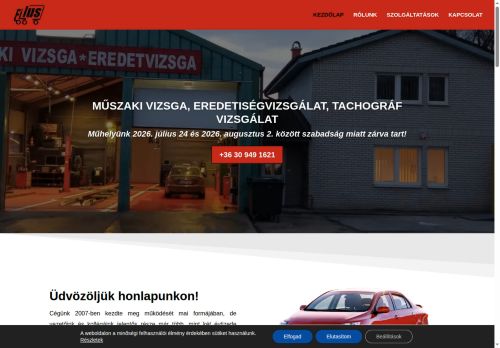 KEZDŐLAP RÓLUNK SZOLGÁLTATÁSOK KAPCSOLAT
KI VIZSGA*EREDETVIZSGA
MŰSZAKI VIZSGA, EREDETISÉGVIZSGÁLAT, TACHOGRÁF
VIZSGÁLAT
Műhelyünk 2026. július 24 és 2026. augusztus 2. között szabadság miatt zárva tart!
+36 30 949 1621
Üdvözöljük honlapunkon!
Cégünk 2007-ben kezdte meg működését mai formájában, de
A weboldalon a minőségi felhasználói élmény érdekében sütiket használunk.
Részletek
Elfogad Elutasítom Beállítások